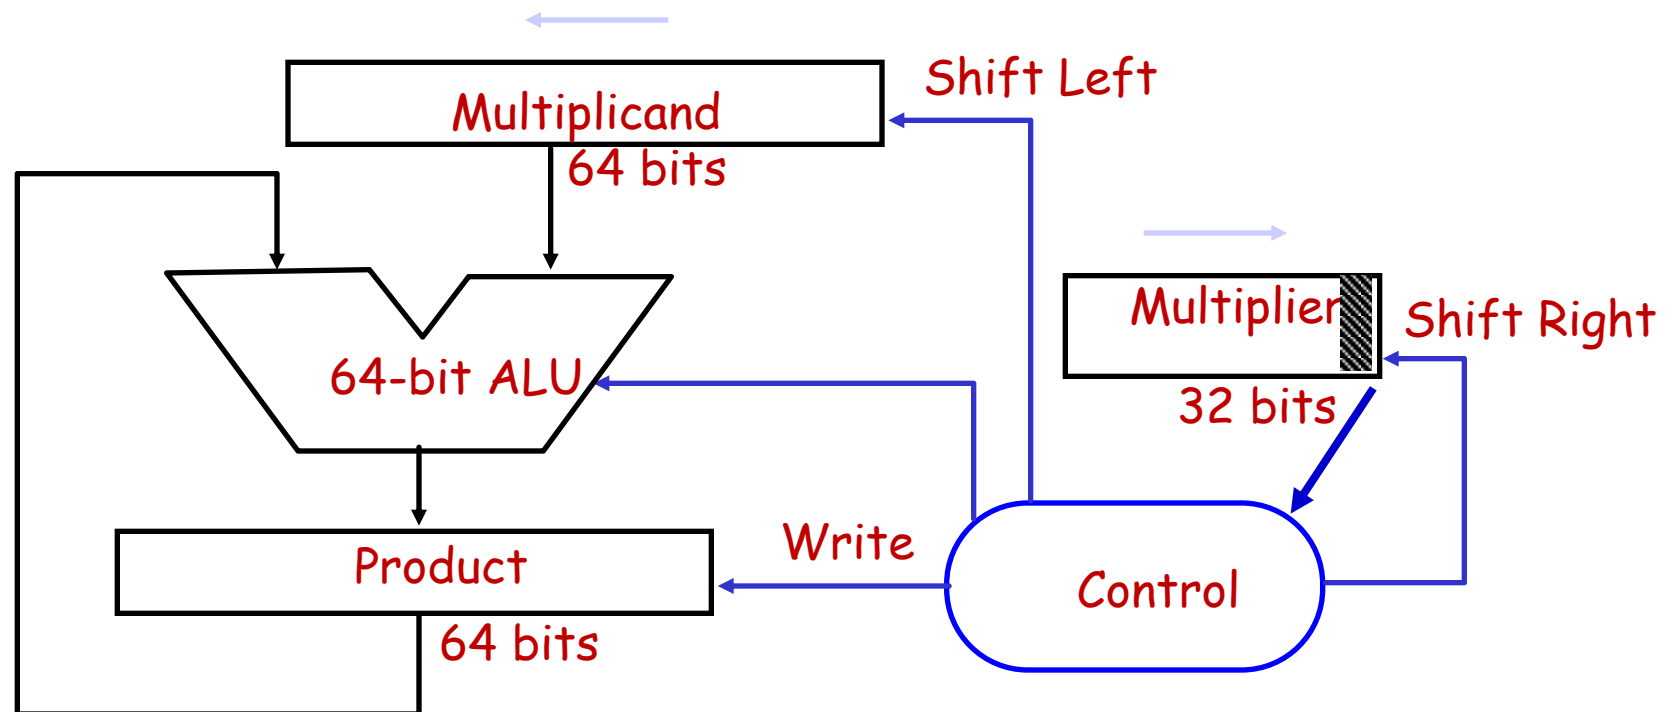 Shift Left
Multiplicand
64 bits
Multiplier
Shift Right
64-bit ALU
32 bits
Write
Product
Control
64 bits